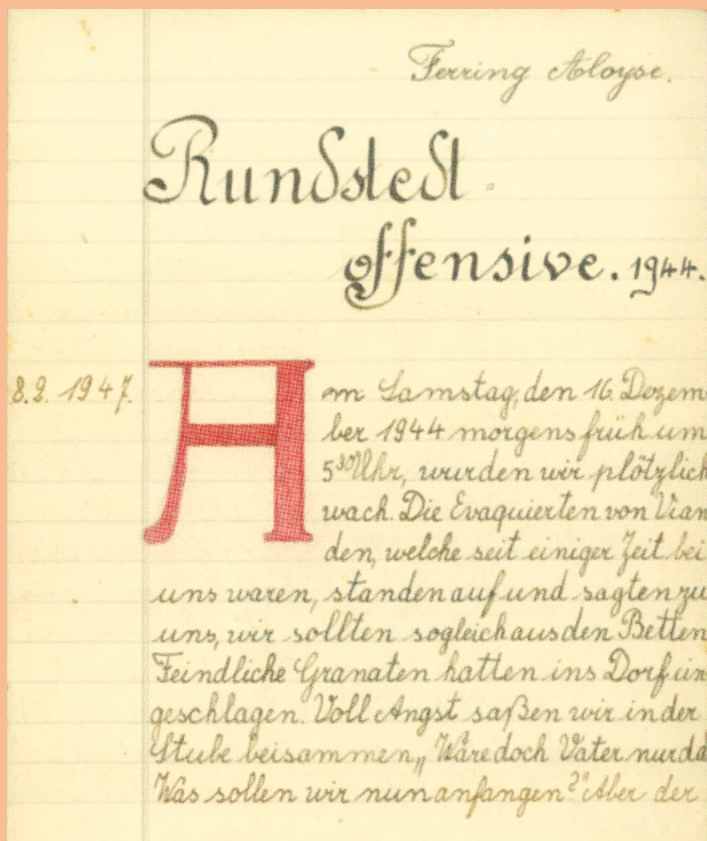 Ferring Aloyse.
Rundstedt-
offensive. 1944.
8.2. 1947.
Am Samstag, den 16. Dezem
ber 1944 morgens früh um
5³⁰ Uhr, wurden wir plötzlich
wach. Die Evaquierten von Vian
den, welche seit einiger Zeit bei
uns waren, standen auf und sagten zu
uns, wir sollten sogleich aus den Betten
Feindliche Granaten hatten ins Dorf ein
geschlagen. Voll Angst saßen wir in der
Stube beisammen „Wäre doch Vater nur da
Was sollen wir nun anfangen?“ Aber der